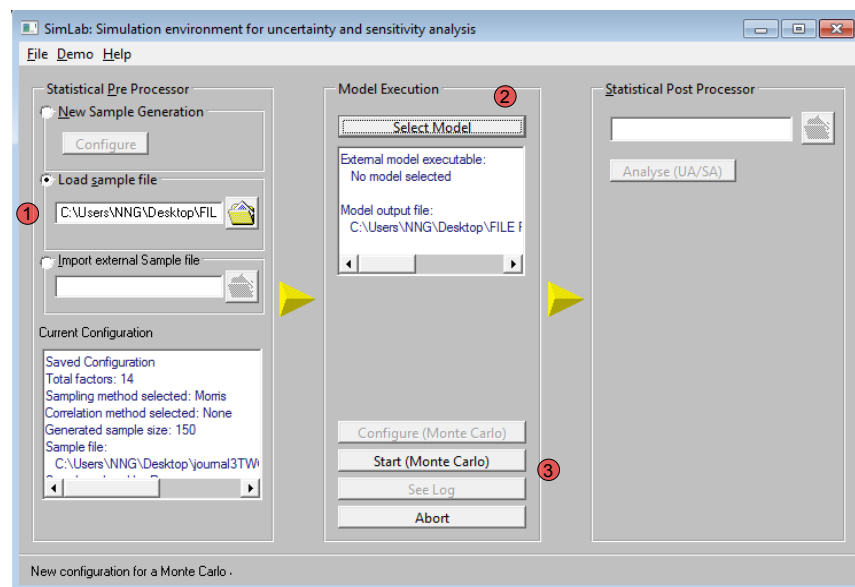 SimLab: Simulation environment for uncertainty and sensitivity analysis
File Demo Help
Statistical Pre Processor
New Sample Generation
Configure
Load sample file
1
C:\Users\NNG\Desktop\FIL
Import external Sample file
Current Configuration
Saved Configuration
Total factors: 14
Sampling method selected: Morris
Correlation method selected: None
Generated sample size: 150
Sample file:
C:\Users\NNG\Desktop\journal3TW
Model Execution
2
Select Model
External model executable:
No model selected
Model output file:
C:\Users\NNG\Desktop\FILE F
Configure (Monte Carlo)
Start (Monte Carlo)
3
See Log
Abort
Statistical Post Processor
Analyse (UA/SA)
New configuration for a Monte Carlo .